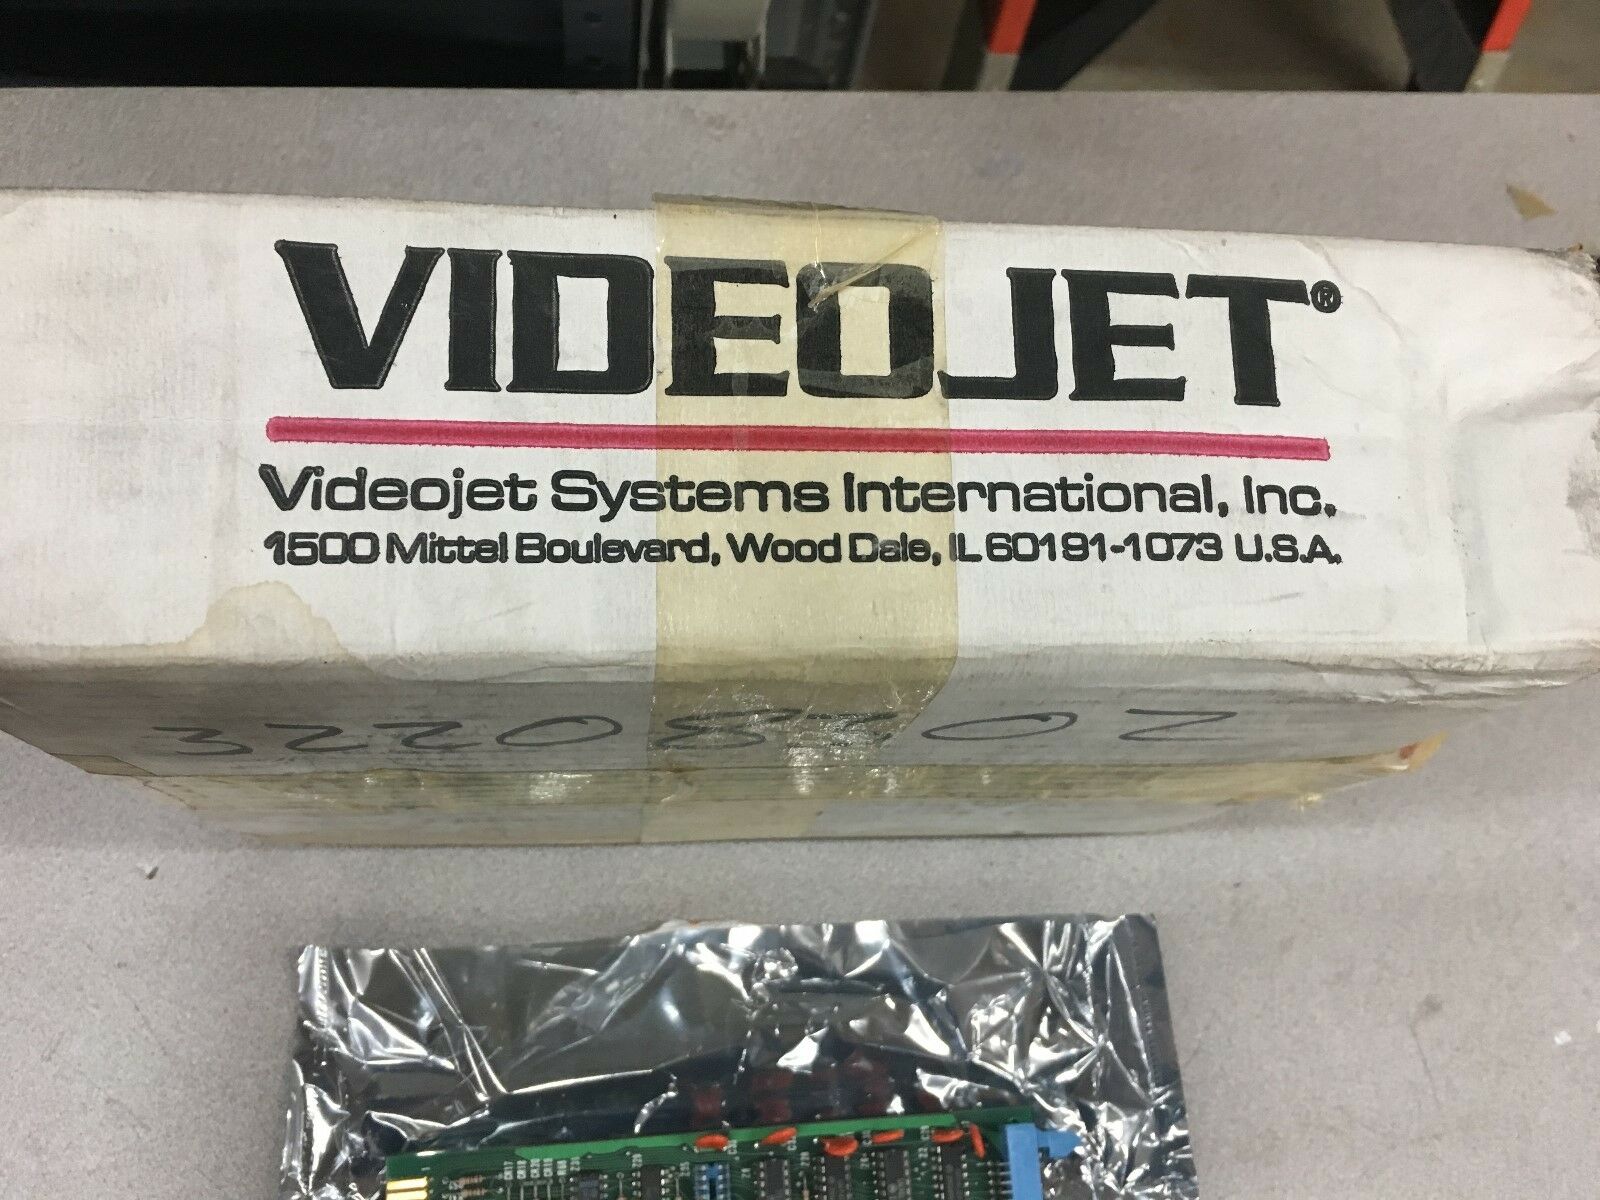 VIDEOJET®
Videojet Systems International, Inc.
1500 Mittel Boulevard, Wood Dale, IL 60191-1073 U.S.A.